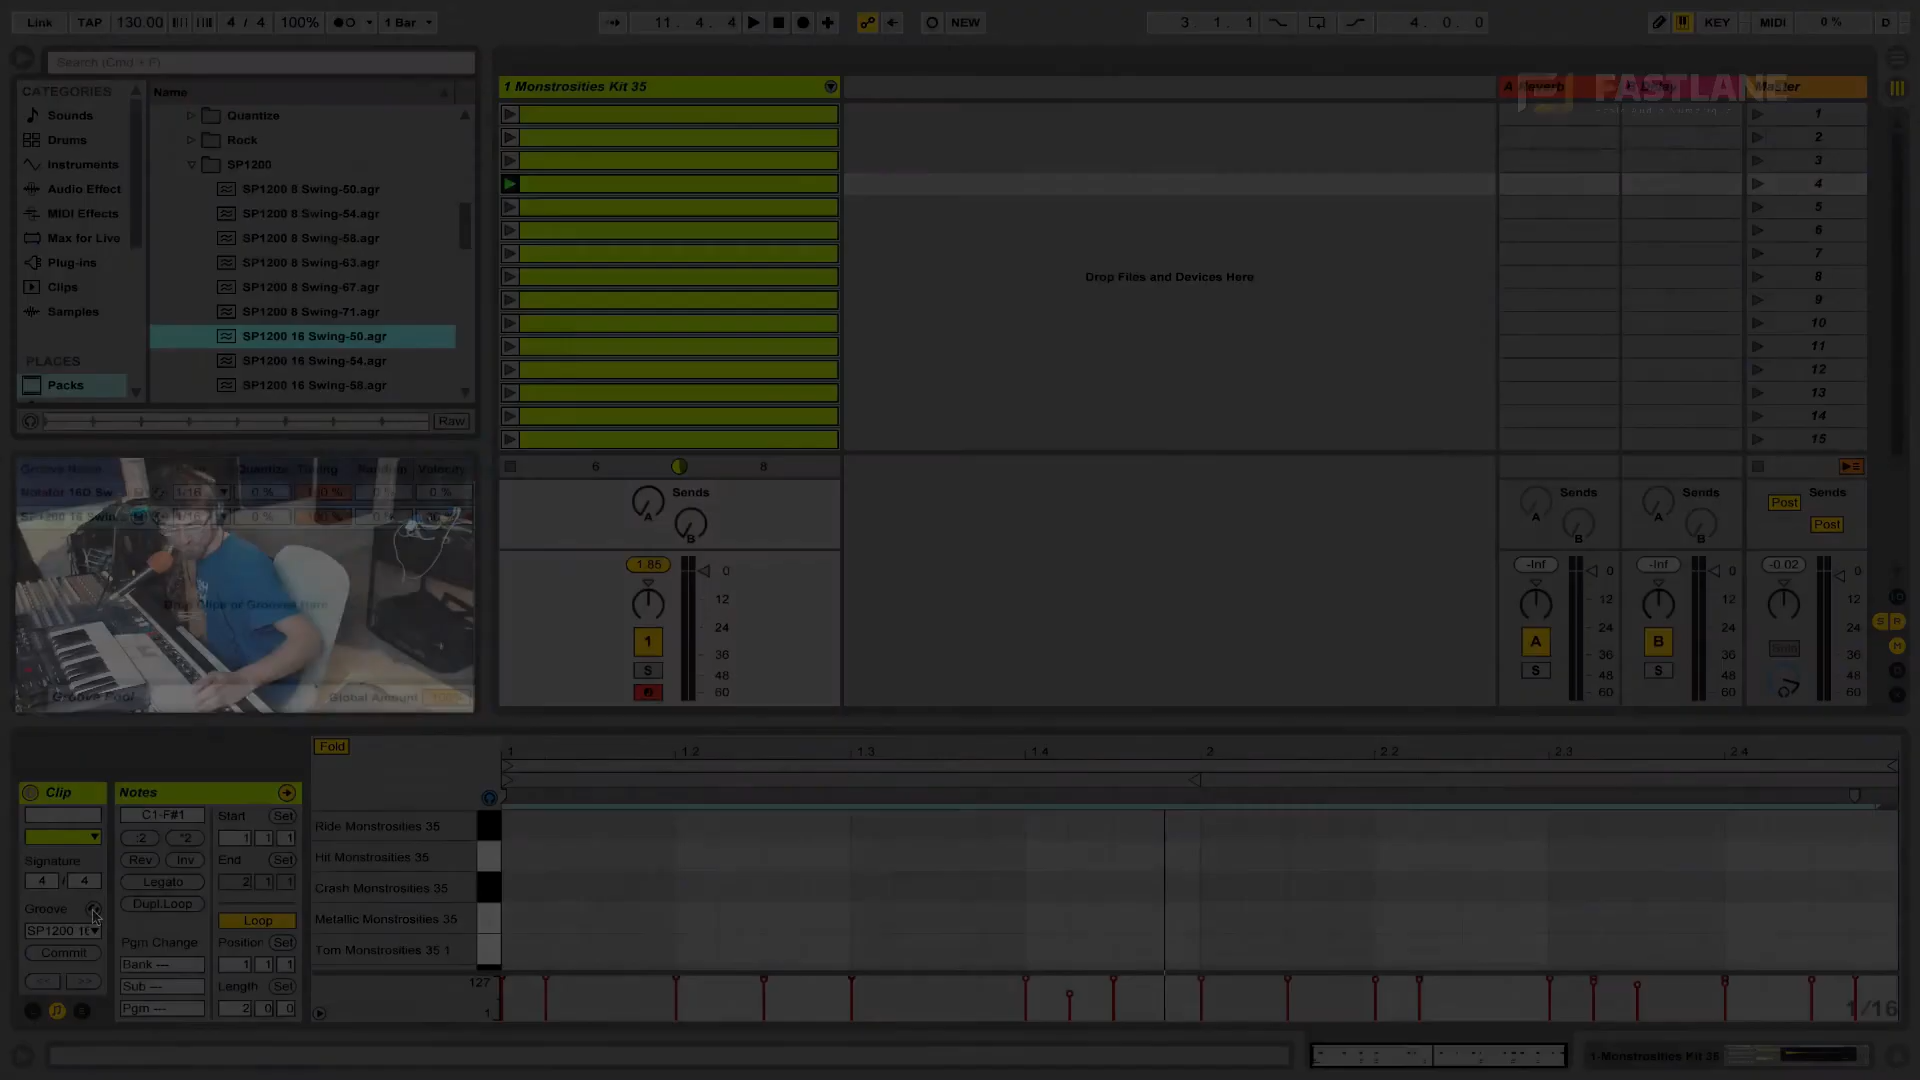 Link TAP 130.00 4 / 4 100% 1 Bar 11. 4. 4 NEW 3. 1. 1 4. 0. 0 KEY MIDI 0 % D
Search (Cmd + F)
CATEGORIES
Sounds
Drums
Instruments
Audio Effect
MIDI Effects
Max for Live
Plug-ins
Clips
Samples
PLACES
Packs
Name
Quantize
Rock
SP1200
SP1200 8 Swing-50.agr
SP1200 8 Swing-54.agr
SP1200 8 Swing-58.agr
SP1200 8 Swing-63.agr
SP1200 8 Swing-67.agr
SP1200 8 Swing-71.agr
SP1200 16 Swing-50.agr
SP1200 16 Swing-54.agr
SP1200 16 Swing-58.agr
Raw
1 Monstrosities Kit 35
A Reverb
Master
FASTLANE
1
2
3
4
5
6
7
8
9
10
11
12
13
14
15
Drop Files and Devices Here
6 8
Sends
A
B
1.85
0
12
24
36
48
60
1
S
Sends
A
B
-Inf
0
12
24
36
48
60
A
S
Sends
A
B
-Inf
0
12
24
36
48
60
B
S
Sends
Post
Post
-0.02
0
12
24
36
48
60
Groove Name Quantize Timing Random Velocity
Notator 16D Sw 1/16 0 % 100 % 0 % 0 %
SP1200 16 Swin 1/16 0 %
Drop Clips or Grooves Here
Groove Pool Global Amount
Clip
Signature
4 / 4
Groove
SP1200 16
Commit
<< >>
Notes
C1-F#1
:2 *2
Rev Inv
Legato
Dupl.Loop
Pgm Change
Bank ---
Sub ---
Pgm ---
Start Set
1 1 1
End Set
2 1 1
Loop
Position Set
1 1 1
Length Set
2 0 0
Fold
1 1.2 1.3 1.4 2 2.2 2.3 2.4
Ride Monstrosities 35
Hit Monstrosities 35
Crash Monstrosities 35
Metallic Monstrosities 35
Tom Monstrosities 35 1
127
1
1/16
1-Monstrosities Kit 35